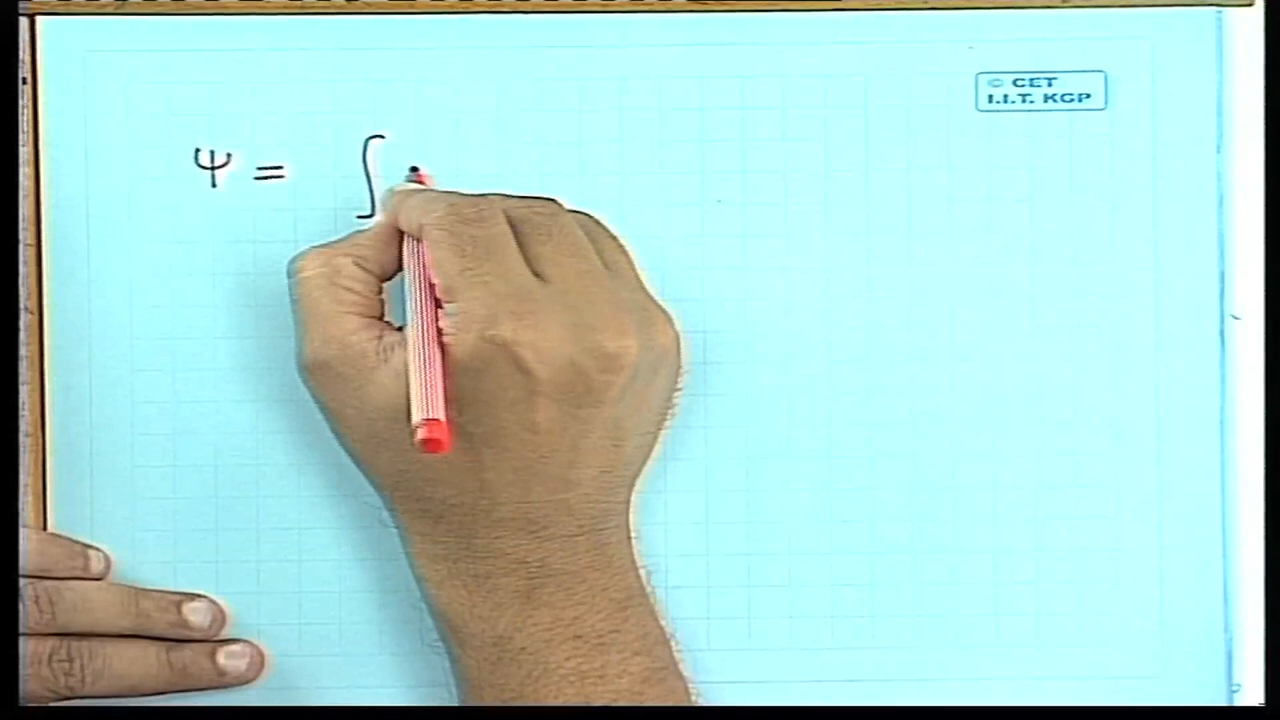 © CET
I.I.T. KGP
Ψ = ∫